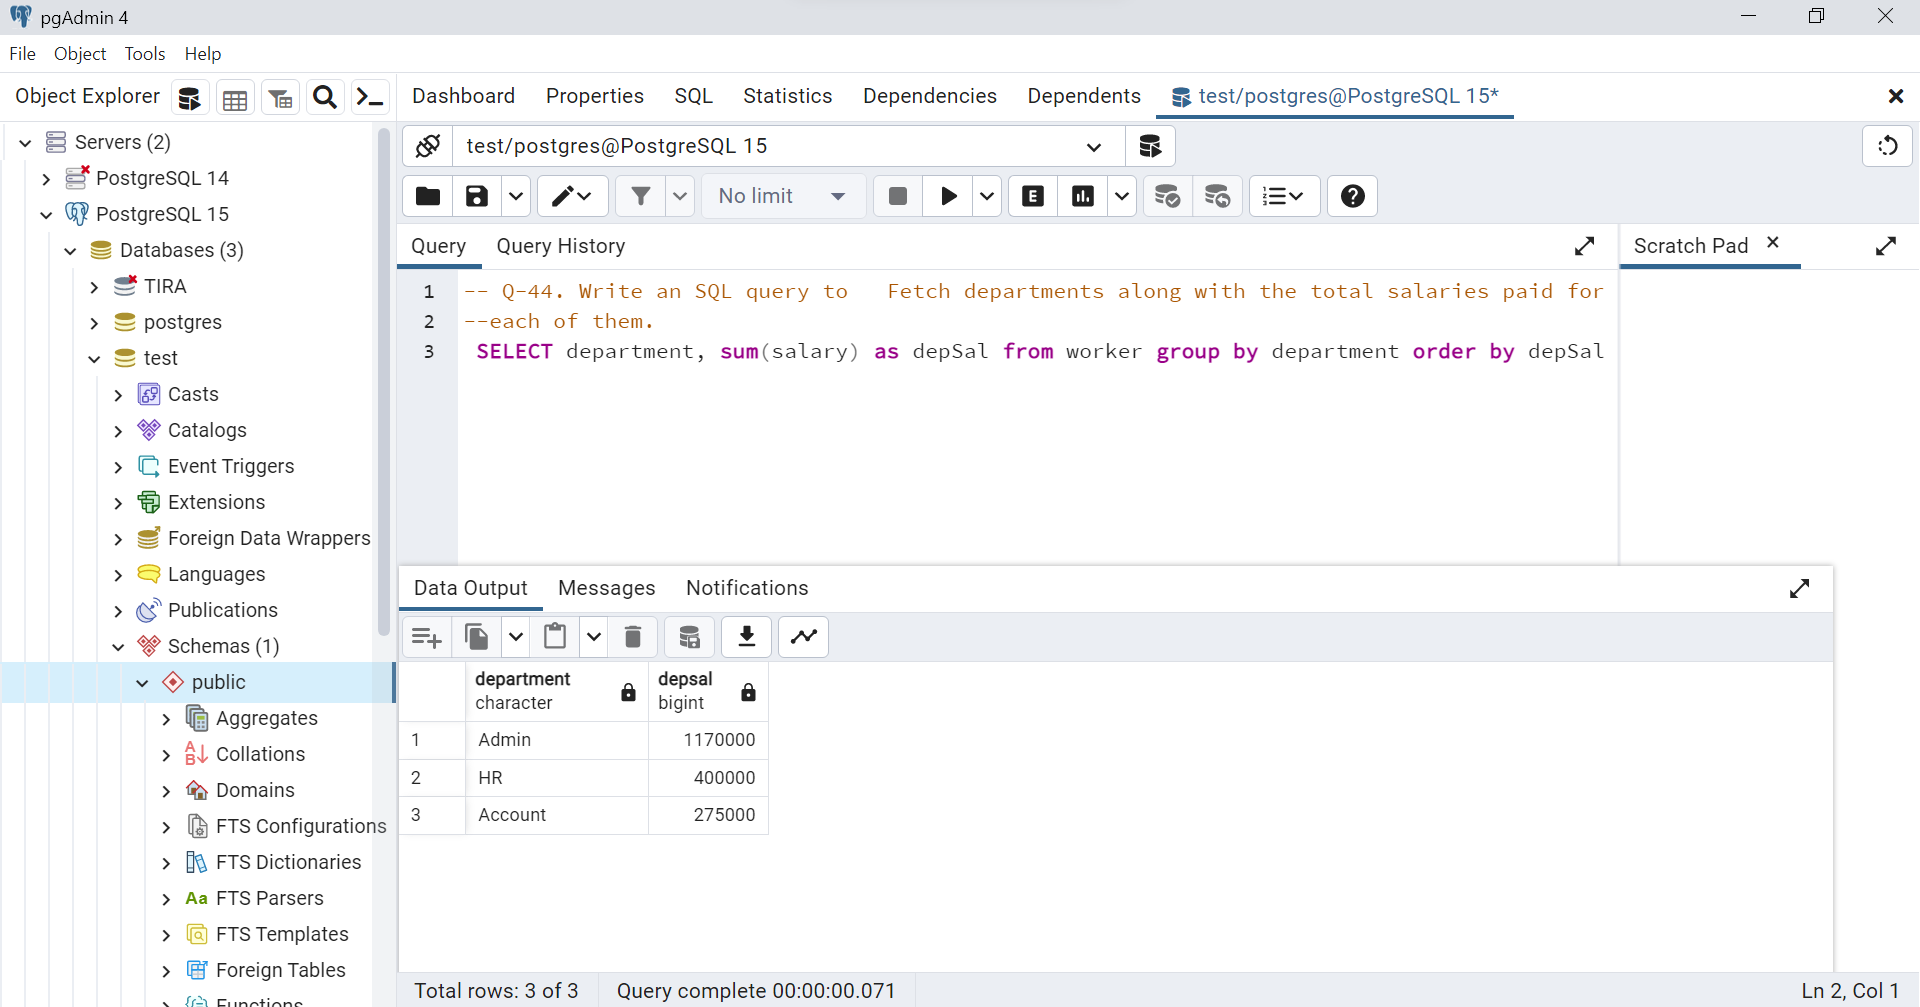 pgAdmin 4
File Object Tools Help
Object Explorer
Dashboard Properties SQL Statistics Dependencies Dependents test/postgres@PostgreSQL 15*
Servers (2)
PostgreSQL 14
PostgreSQL 15
Databases (3)
TIRA
postgres
test
Casts
Catalogs
Event Triggers
Extensions
Foreign Data Wrappers
Languages
Publications
Schemas (1)
public
Aggregates
Collations
Domains
FTS Configurations
FTS Dictionaries
Aa FTS Parsers
FTS Templates
Foreign Tables
Functions
test/postgres@PostgreSQL 15
No limit
E
Query Query History
Scratch Pad
1 -- Q-44. Write an SQL query to   Fetch departments along with the total salaries paid for
2 --each of them.
3 SELECT department, sum(salary) as depSal from worker group by department order by depSal
Data Output Messages Notifications
department depsal
character bigint
1 Admin 1170000
2 HR 400000
3 Account 275000
Total rows: 3 of 3 Query complete 00:00:00.071 Ln 2, Col 1